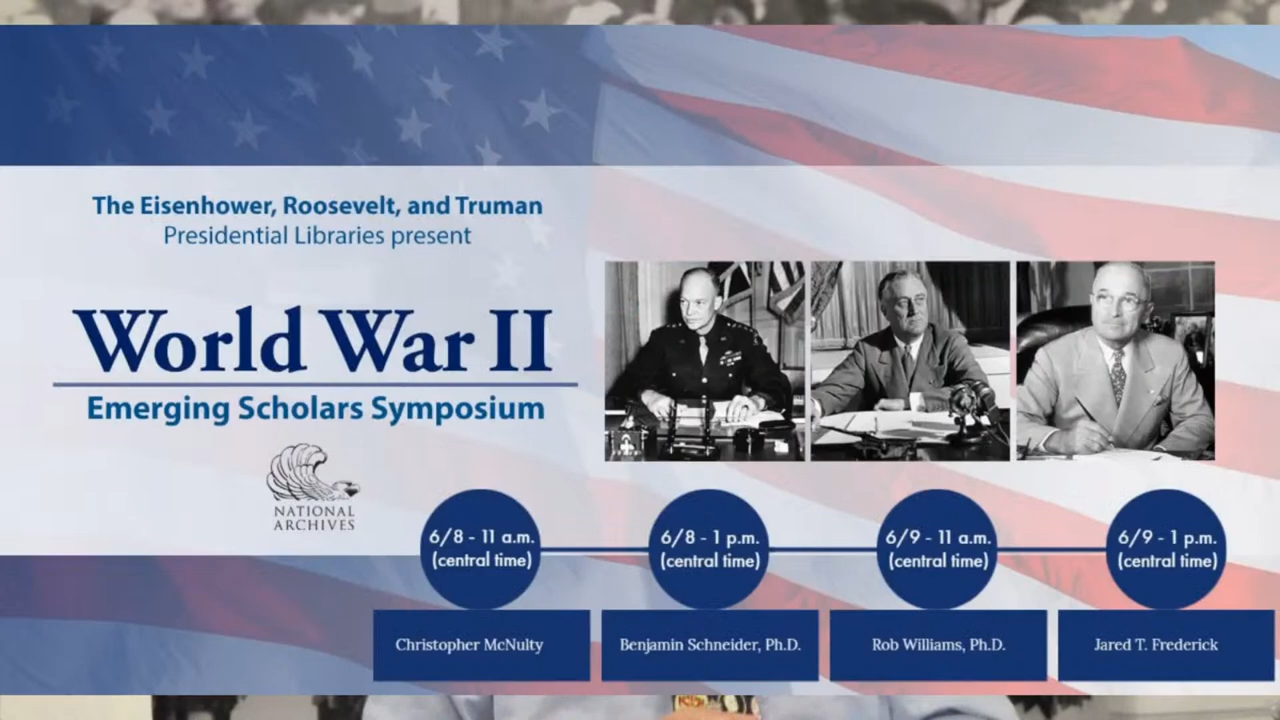 The Eisenhower, Roosevelt, and Truman
Presidential Libraries present
World War II
Emerging Scholars Symposium
NATIONAL
ARCHIVES
6/8 - 11 a.m.
(central time)
6/8 - 1 p.m.
(central time)
6/9 - 11 a.m.
(central time)
6/9 - 1 p.m.
(central time)
Christopher McNulty
Benjamin Schneider, Ph.D.
Rob Williams, Ph.D.
Jared T. Frederick